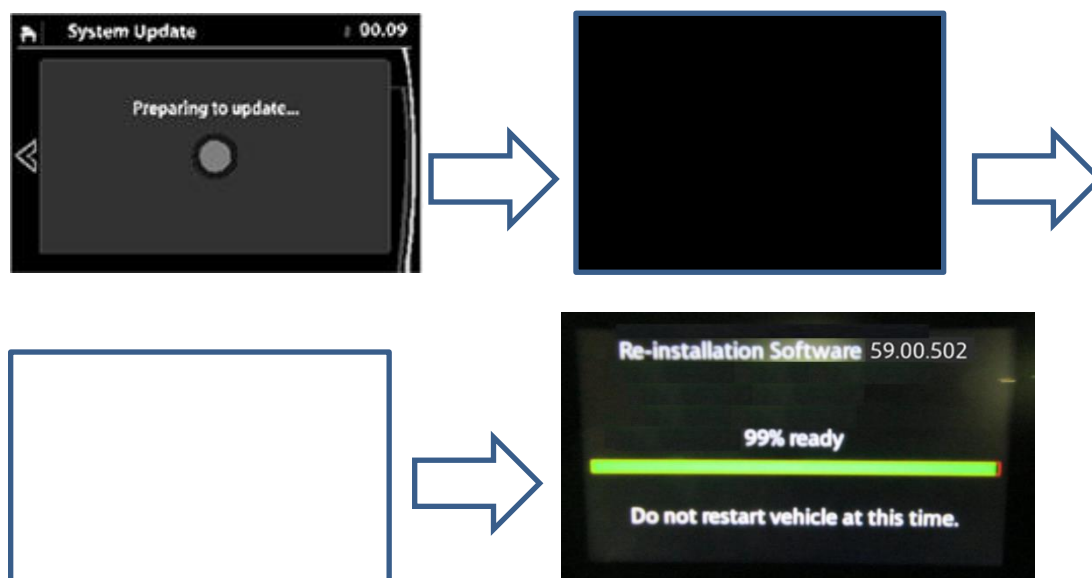 System Update 00.09
Preparing to update...
Re-installation Software 59.00.502
99% ready
Do not restart vehicle at this time.